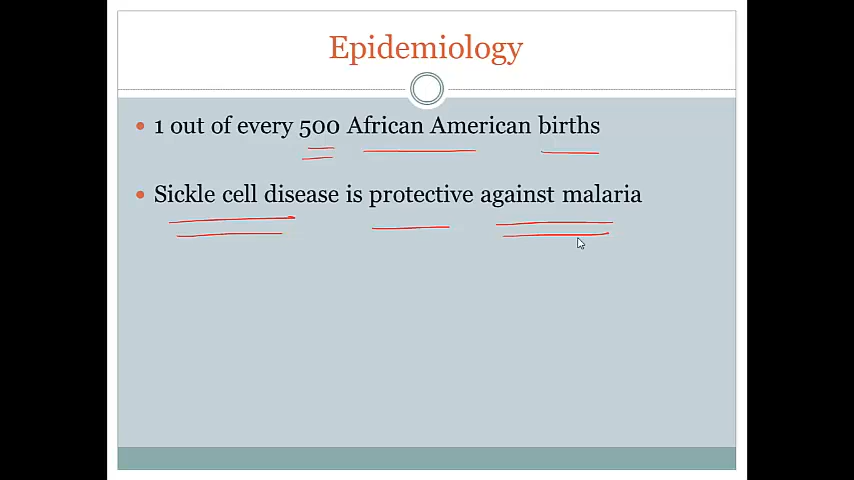 Epidemiology
1 out of every 500 African American births
Sickle cell disease is protective against malaria